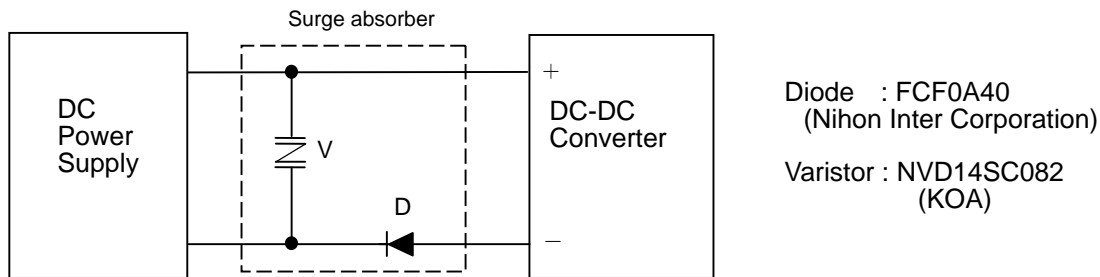 Surge absorber
DC
Power
Supply
V
D
+
−
DC-DC
Converter
Diode : FCF0A40
(Nihon Inter Corporation)
Varistor : NVD14SC082
(KOA)